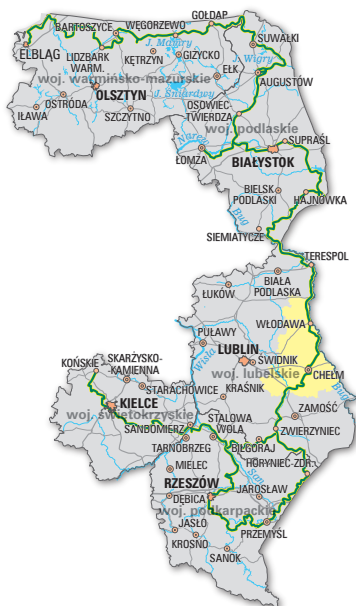 GOŁDAP
WĘGORZEWO
BARTOSZYCE
SUWAŁKI
ELBLĄG
J. Mamry
LIDZBARK
WARM.
KĘTRZYN
GIŻYCKO
J. Wigry
EŁK
AUGUSTÓW
woj. warmińsko-mazurskie
OLSZTYN
J. Śniardwy
OSTRÓDA
OSOWIEC
TWIERDZA
IŁAWA
SZCZYTNO
woj. podlaskie
Narew
SUPRAŚL
ŁOMŻA
BIAŁYSTOK
BIELSK
PODLASKI
HAJNÓWKA
Bug
SIEMIATYCZE
TERESPOL
BIAŁA
PODLASKA
ŁUKÓW
WŁODAWA
PUŁAWY
LUBLIN
Wisła
ŚWIDNIK
woj. lubelskie
KOŃSKIE
SKARŻYSKO-
KAMIENNA
CHEŁM
Bug
STARACHOWICE
KRAŚNIK
KIELCE
woj. świętokrzyskie
ZAMOŚĆ
STALOWA
WOLA
SANDOMIERZ
ZWIERZYNIEC
TARNOBRZEG
BIŁGORAJ
HORYNIEC-ZDR.
MIELEC
San
RZESZÓW
JAROSŁAW
DĘBICA
woj. podkarpackie
JASŁO
PRZEMYŚL
KROSNO
SANOK